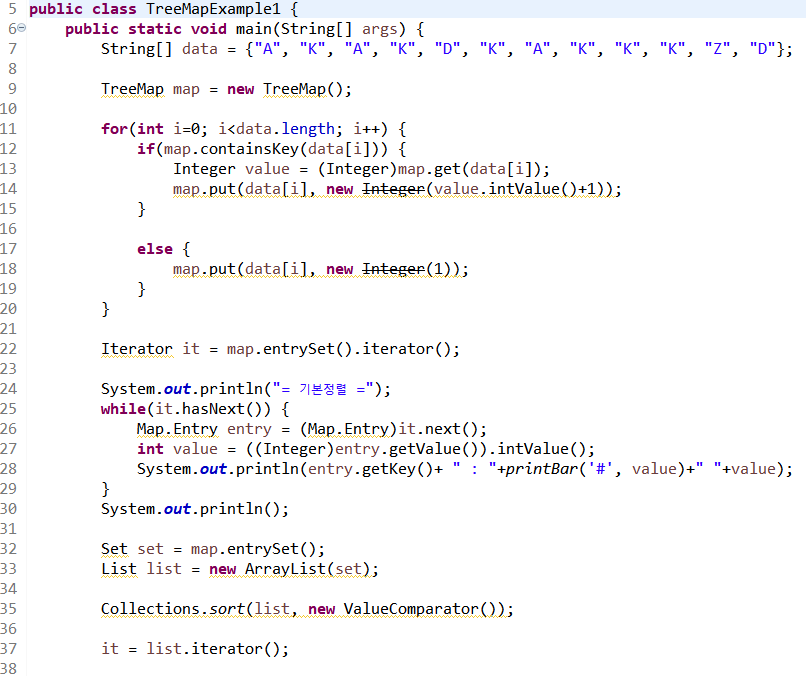 5 public class TreeMapExample1 {
6 public static void main(String[] args) {
7 String[] data = {"A", "K", "A", "K", "D", "K", "A", "K", "K", "K", "Z", "D"};
8
9 TreeMap map = new TreeMap();
10
11 for(int i=0; i<data.length; i++) {
12 if(map.containsKey(data[i])) {
13 Integer value = (Integer)map.get(data[i]);
14 map.put(data[i], new Integer(value.intValue()+1));
15 }
16
17 else {
18 map.put(data[i], new Integer(1));
19 }
20 }
21
22 Iterator it = map.entrySet().iterator();
23
24 System.out.println("= 기본정렬 =");
25 while(it.hasNext()) {
26 Map.Entry entry = (Map.Entry)it.next();
27 int value = ((Integer)entry.getValue()).intValue();
28 System.out.println(entry.getKey()+ " : "+printBar('#', value)+" "+value);
29 }
30 System.out.println();
31
32 Set set = map.entrySet();
33 List list = new ArrayList(set);
34
35 Collections.sort(list, new ValueComparator());
36
37 it = list.iterator();
38